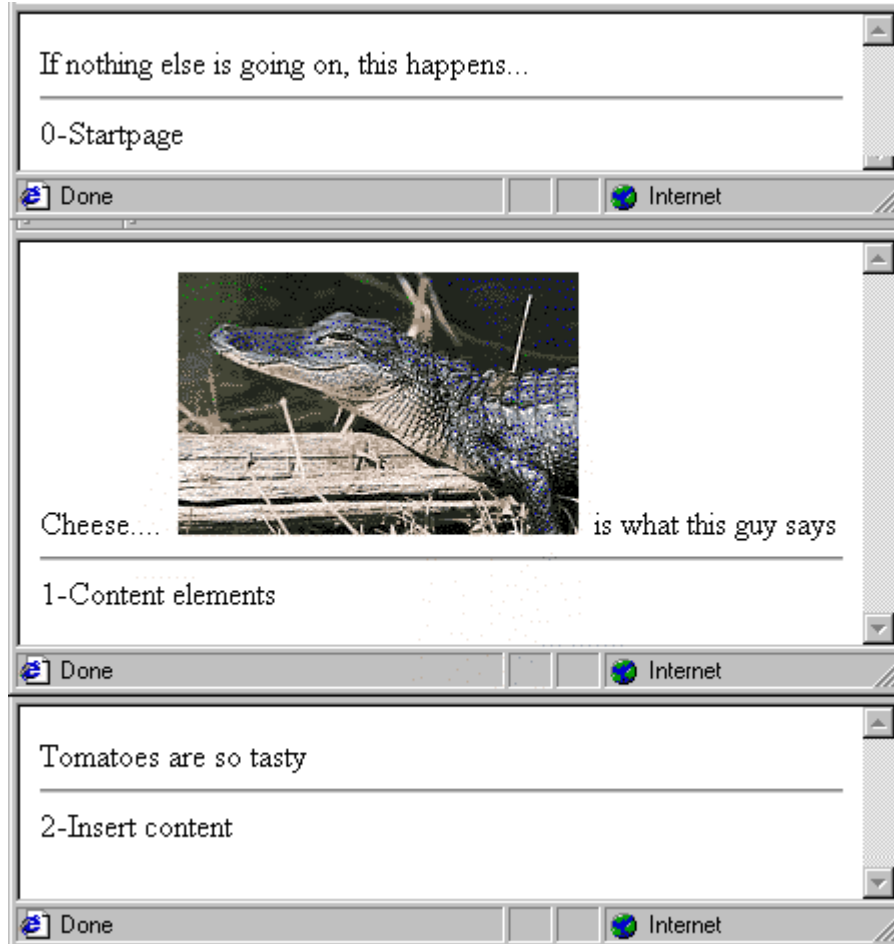 If nothing else is going on, this happens...
0-Startpage
Done Internet
Cheese.... is what this guy says
1-Content elements
Done Internet
Tomatoes are so tasty
2-Insert content
Done Internet